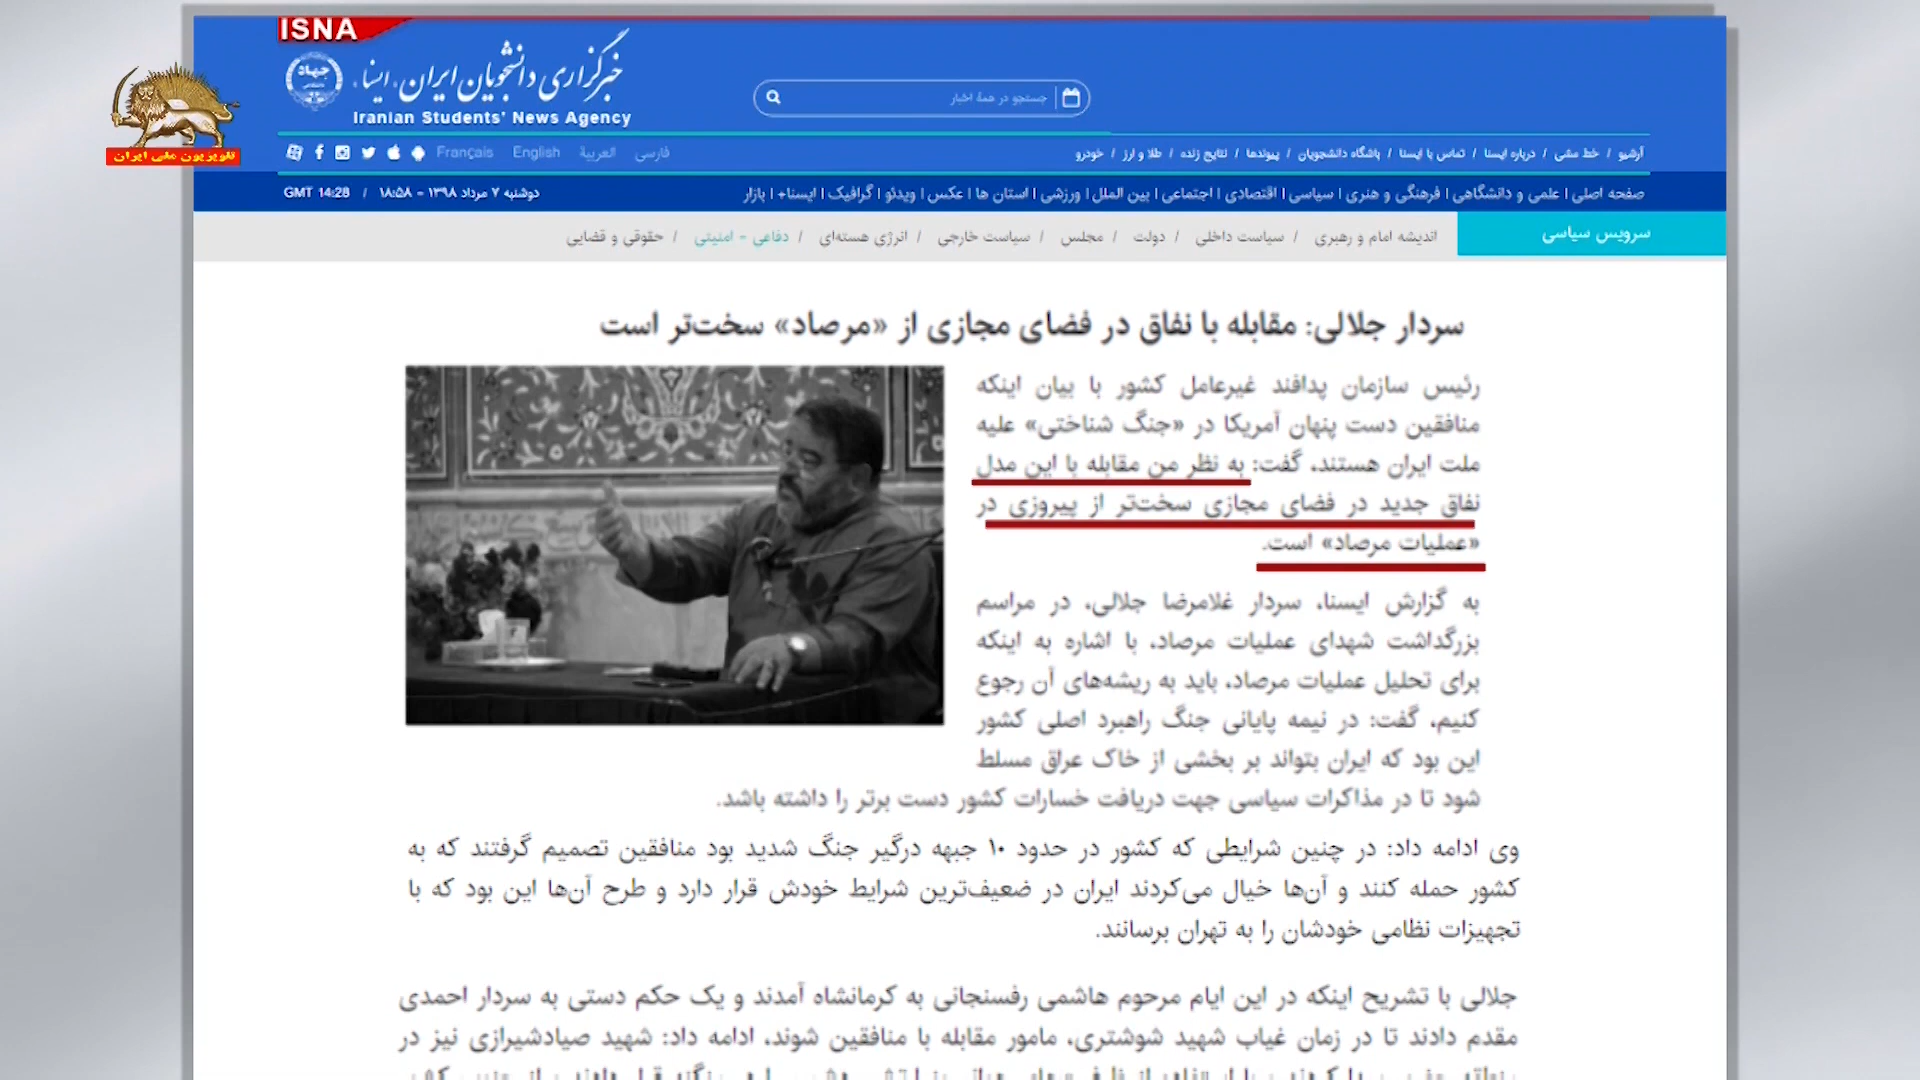 ISNA
جهاد
خبرگزاری دانشجویان ایران، ایسنا،
Iranian Students' News Agency
جستجو در همهٔ اخبار
تلویزیون ملی ایران
آرشیو / خط مشی / درباره ایسنا / تماس با ایسنا / باشگاه دانشجویان / پیوندها / نتایج زنده / طلا و ارز / خودرو
فارسی العربیة English Français
صفحه اصلی | علمی و دانشگاهی | فرهنگی و هنری | سیاسی | اقتصادی | اجتماعی | بین الملل | ورزشی | استان ها | عکس | ویدئو | گرافیک | ایسنا+ | بازار
دوشنبه ۷ مرداد ۱۳۹۸ - ۱۸:۵۸ / GMT 14:28
سرویس سیاسی
اندیشه امام و رهبری / سیاست داخلی / دولت / مجلس / سیاست خارجی / انرژی هسته‌ای / دفاعی - امنیتی / حقوقی و قضایی
سردار جلالی: مقابله با نفاق در فضای مجازی از «مرصاد» سخت‌تر است
رئیس سازمان پدافند غیرعامل کشور با بیان اینکه
منافقین دست پنهان آمریکا در «جنگ شناختی» علیه
ملت ایران هستند، گفت: به نظر من مقابله با این مدل
نفاق جدید در فضای مجازی سخت‌تر از پیروزی در
«عملیات مرصاد» است.
به گزارش ایسنا، سردار غلامرضا جلالی، در مراسم
بزرگداشت شهدای عملیات مرصاد، با اشاره به اینکه
برای تحلیل عملیات مرصاد، باید به ریشه‌های آن رجوع
کنیم، گفت: در نیمه پایانی جنگ راهبرد اصلی کشور
این بود که ایران بتواند بر بخشی از خاک عراق مسلط
شود تا در مذاکرات سیاسی جهت دریافت خسارات کشور دست برتر را داشته باشد.
وی ادامه داد: در چنین شرایطی که کشور در حدود ۱۰ جبهه درگیر جنگ شدید بود منافقین تصمیم گرفتند که به
کشور حمله کنند و آن‌ها خیال می‌کردند ایران در ضعیف‌ترین شرایط خودش قرار دارد و طرح آن‌ها این بود که با
تجهیزات نظامی خودشان را به تهران برسانند.
جلالی با تشریح اینکه در این ایام مرحوم هاشمی رفسنجانی به کرمانشاه آمدند و یک حکم دستی به سردار احمدی
مقدم دادند تا در زمان غیاب شهید شوشتری، مامور مقابله با منافقین شوند، ادامه داد: شهید صیادشیرازی نیز در